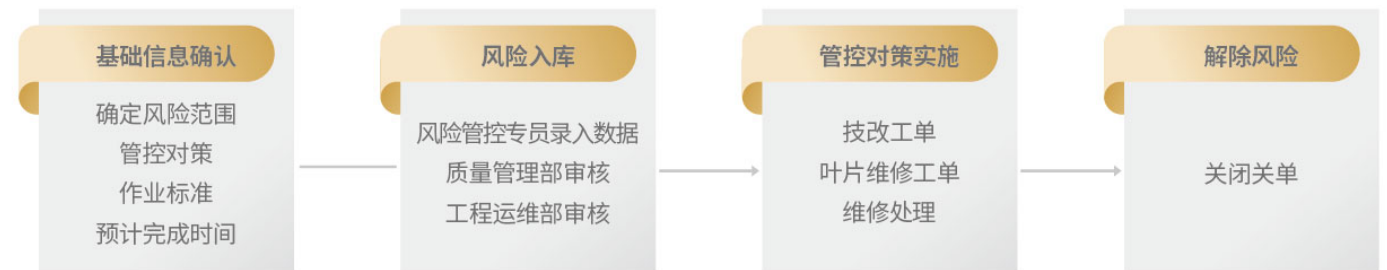 基础信息确认
确定风险范围
管控对策
作业标准
预计完成时间
风险入库
风险管控专员录入数据
质量管理部审核
工程运维部审核
管控对策实施
技改工单
叶片维修工单
维修处理
解除风险
关闭关单